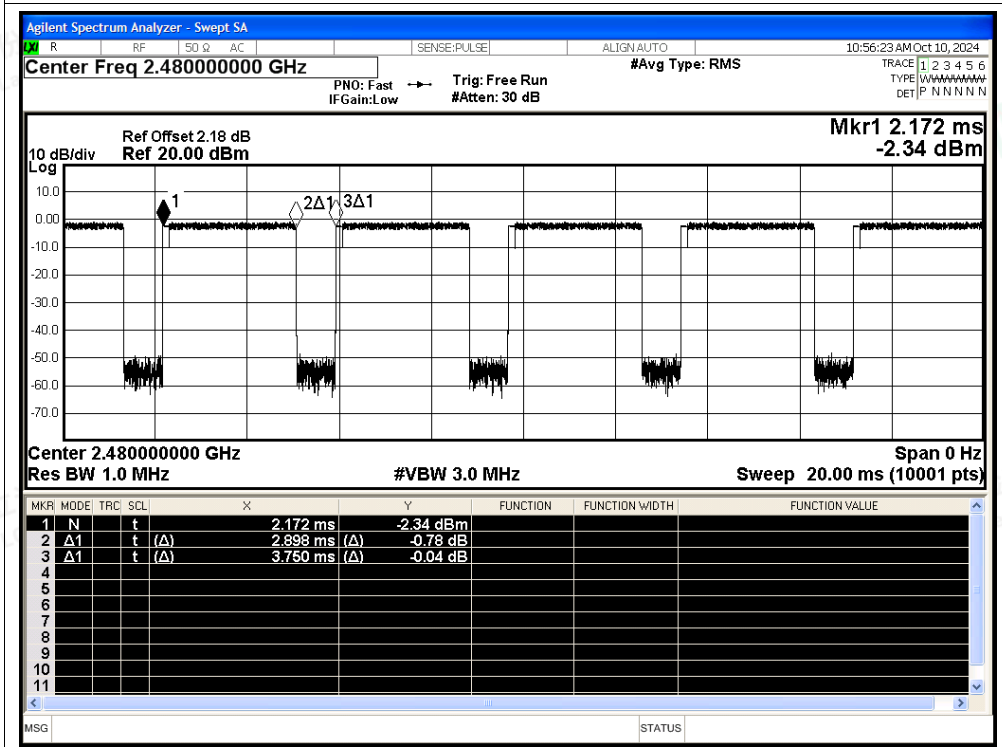 Agilent Spectrum Analyzer - Swept SA
LXI R RF 50 Ω AC SENSE:PULSE ALIGN AUTO 10:56:23 AM Oct 10, 2024
Center Freq 2.480000000 GHz #Avg Type: RMS TRACE 1 2 3 4 5 6
PNO: Fast Trig: Free Run TYPE WWWWWW
IFGain:Low #Atten: 30 dB DET P N N N N N
Mkr1 2.172 ms
Ref Offset 2.18 dB
10 dB/div Ref 20.00 dBm -2.34 dBm
Log
10.0
1 2Δ1 3Δ1
0.00
-10.0
-20.0
-30.0
-40.0
-50.0
-60.0
-70.0
Center 2.480000000 GHz Span 0 Hz
Res BW 1.0 MHz #VBW 3.0 MHz Sweep 20.00 ms (10001 pts)
MKR MODE TRC SCL X Y FUNCTION FUNCTION WIDTH FUNCTION VALUE
1 N t 2.172 ms -2.34 dBm
2 Δ1 t (Δ) 2.898 ms (Δ) -0.78 dB
3 Δ1 t (Δ) 3.750 ms (Δ) -0.04 dB
4
5
6
7
8
9
10
11
MSG STATUS